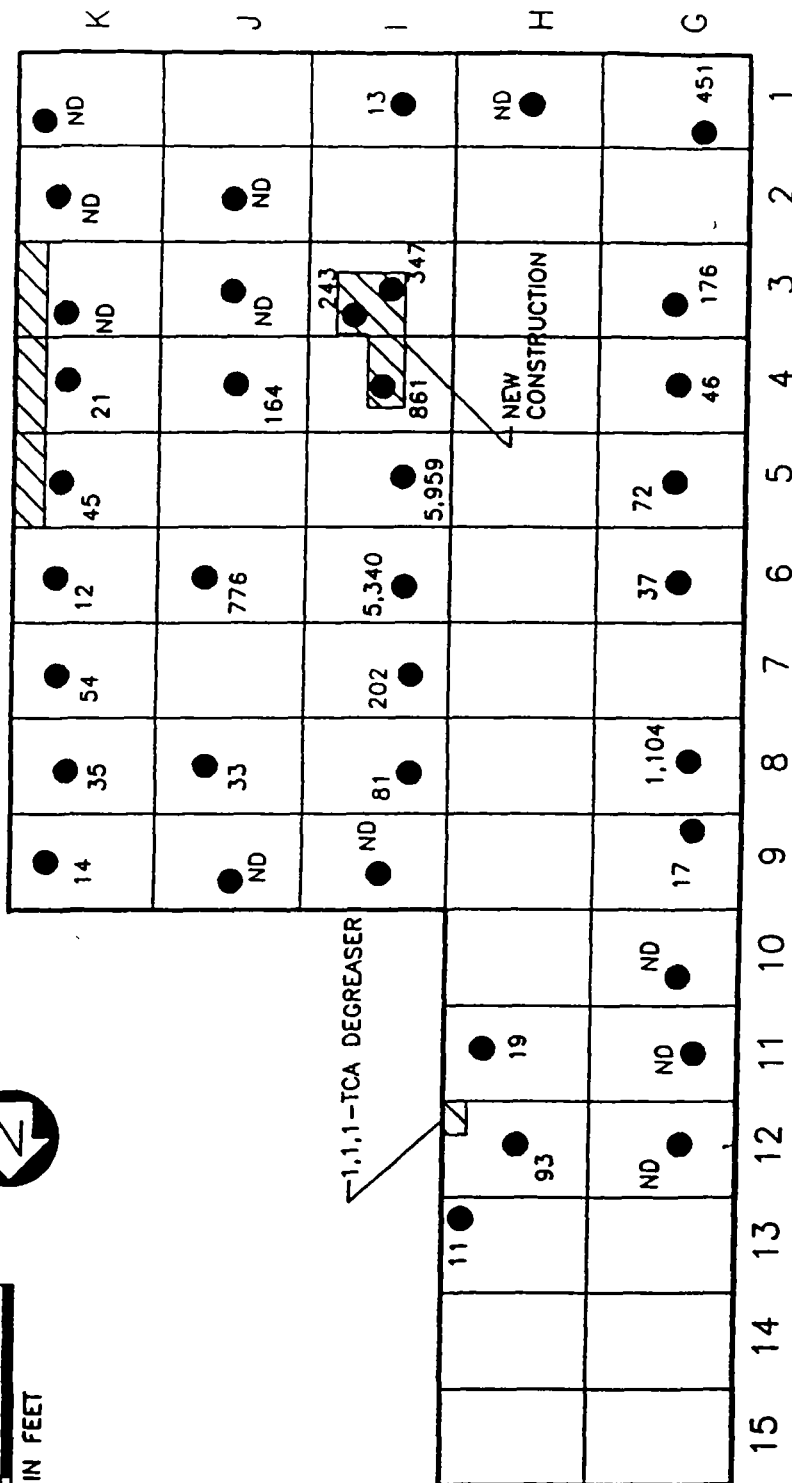 IN FEET
14 35 54 12 45 21 ND ND ND K
ND 33 776 164 ND ND J
1,1,1-TCA DEGREASER
ND 81 202 5,340 5,959 861 243 347 13 I
11 93 19 ND H
NEW
CONSTRUCTION
ND ND ND 17 1,104 37 72 46 176 451 G
15 14 13 12 11 10 9 8 7 6 5 4 3 2 1